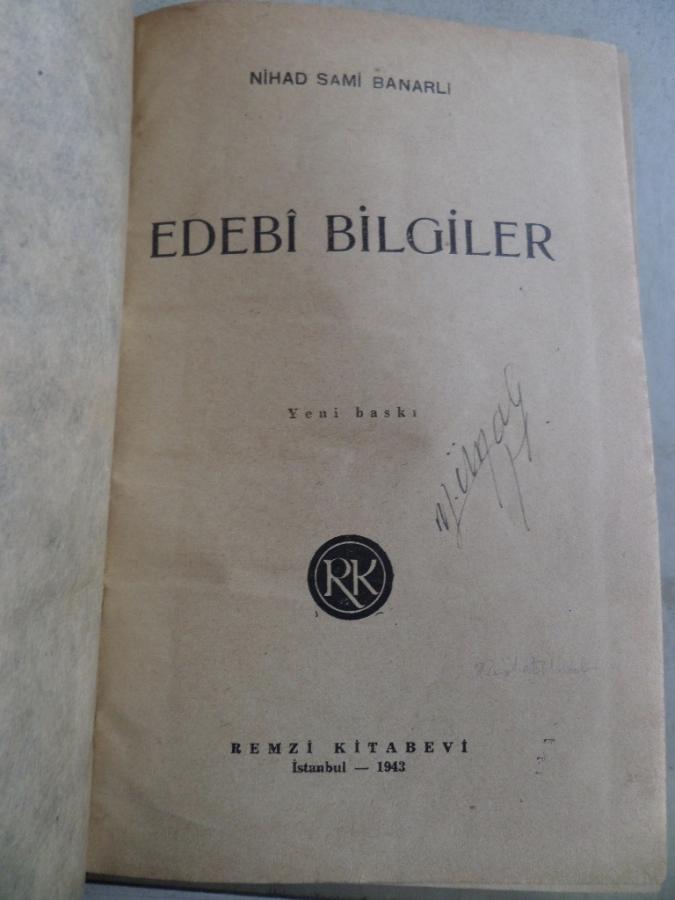 NİHAD SAMİ BANARLI
EDEBÎ BİLGİLER
Yeni baskı
RK
REMZİ KİTABEVİ
İstanbul — 1943